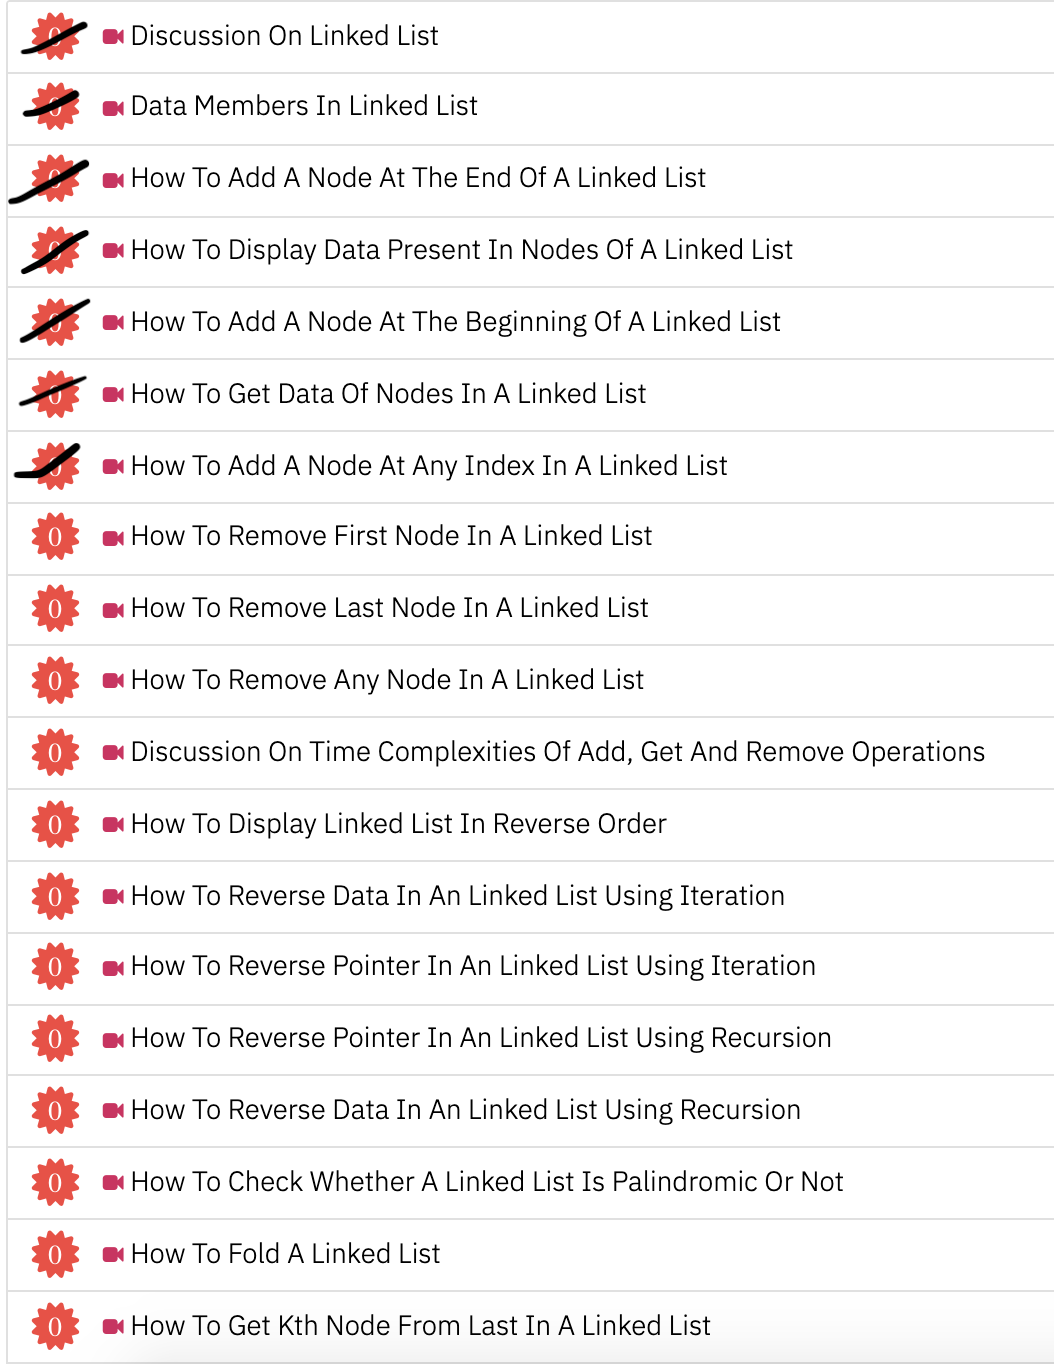 0 Discussion On Linked List
0 Data Members In Linked List
0 How To Add A Node At The End Of A Linked List
0 How To Display Data Present In Nodes Of A Linked List
0 How To Add A Node At The Beginning Of A Linked List
0 How To Get Data Of Nodes In A Linked List
0 How To Add A Node At Any Index In A Linked List
0 How To Remove First Node In A Linked List
0 How To Remove Last Node In A Linked List
0 How To Remove Any Node In A Linked List
0 Discussion On Time Complexities Of Add, Get And Remove Operations
0 How To Display Linked List In Reverse Order
0 How To Reverse Data In An Linked List Using Iteration
0 How To Reverse Pointer In An Linked List Using Iteration
0 How To Reverse Pointer In An Linked List Using Recursion
0 How To Reverse Data In An Linked List Using Recursion
0 How To Check Whether A Linked List Is Palindromic Or Not
0 How To Fold A Linked List
0 How To Get Kth Node From Last In A Linked List